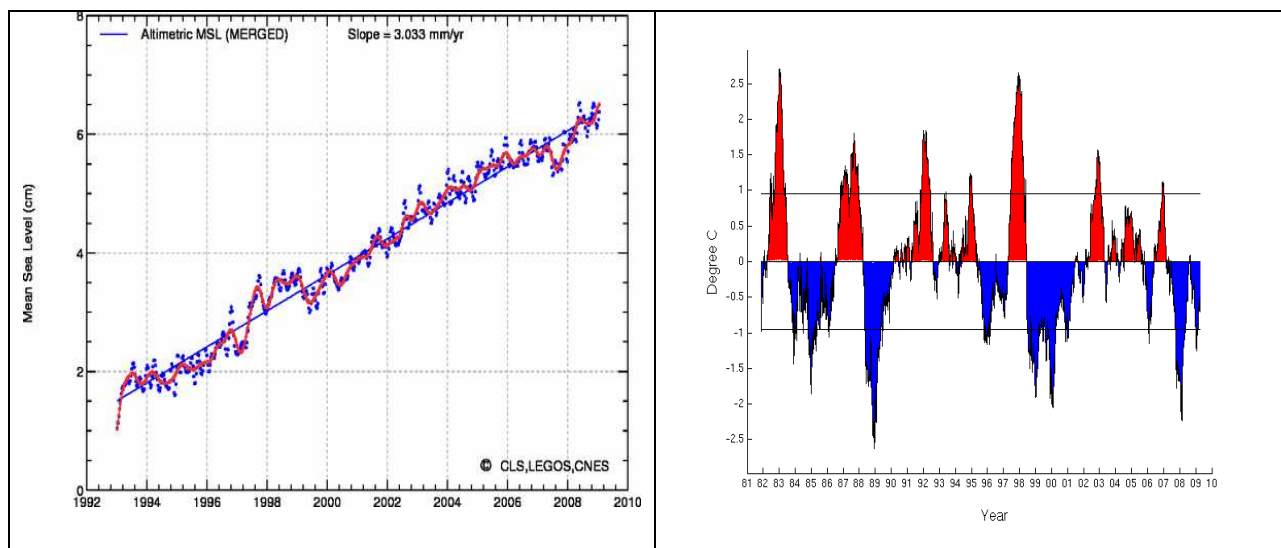 8
Altimetric MSL (MERGED) Slope = 3.033 mm/yr
6
4
2
0
Mean Sea Level (cm)
© CLS,LEGOS,CNES
1992 1994 1996 1998 2000 2002 2004 2006 2008 2010
2.5
2
1.5
1
0.5
0
-0.5
-1
-1.5
-2
-2.5
Degree C
81 82 83 84 85 86 87 88 89 90 91 92 93 94 95 96 97 98 99 00 01 02 03 04 05 06 07 08 09 10
Year